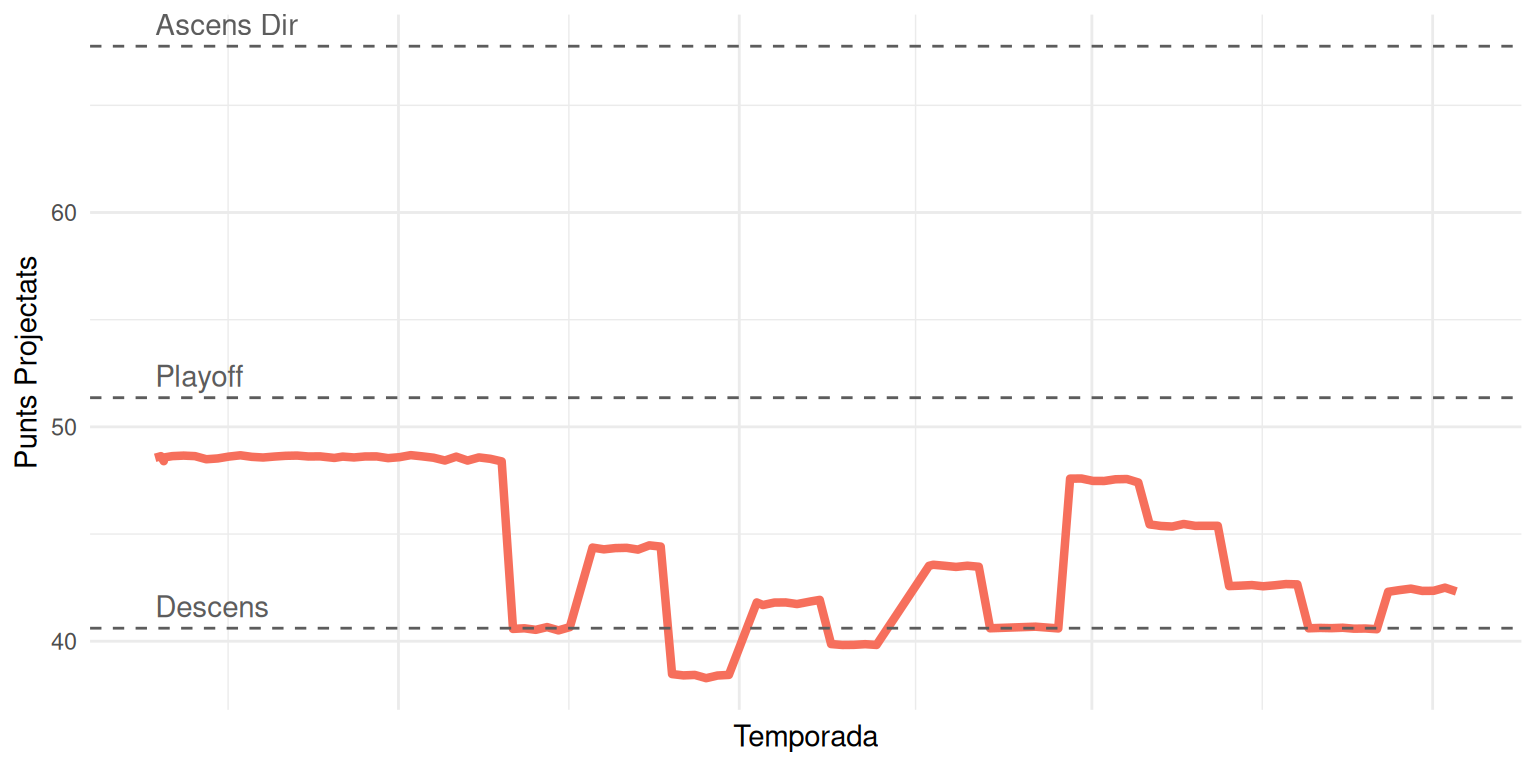 Ascens Dir
60
Punts Projectats
Playoff
50
Descens
40
Temporada